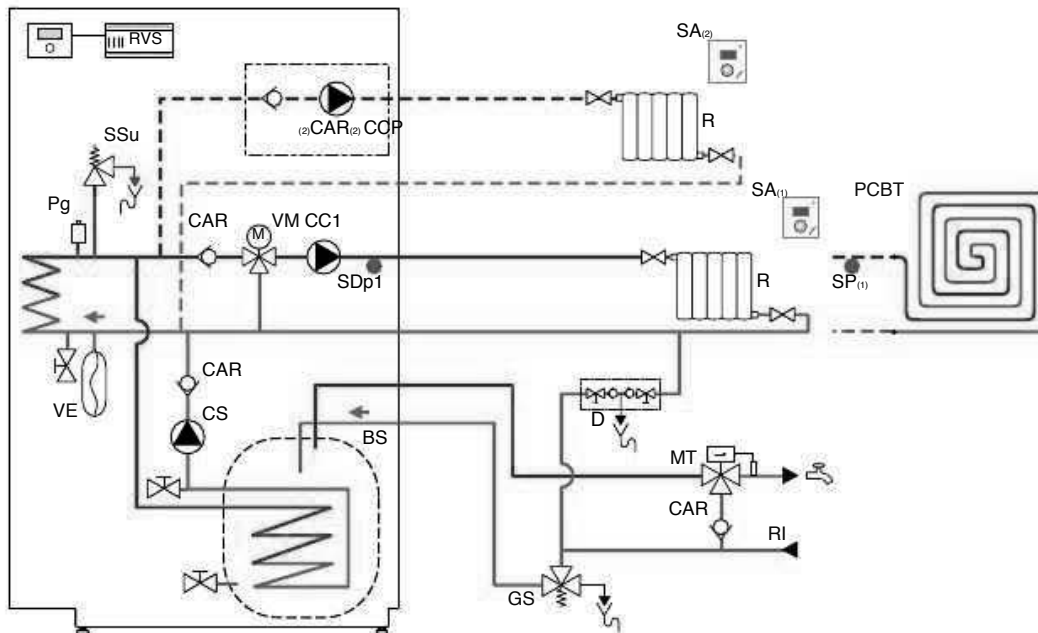 RVS
SA(2)
(2)CAR(2) CCP
R
SSu
SA(1)
PCBT
Pg
CAR
VM CC1
M
SDp1
R
SP(1)
CAR
VE
CS
BS
D
MT
CAR
RI
GS